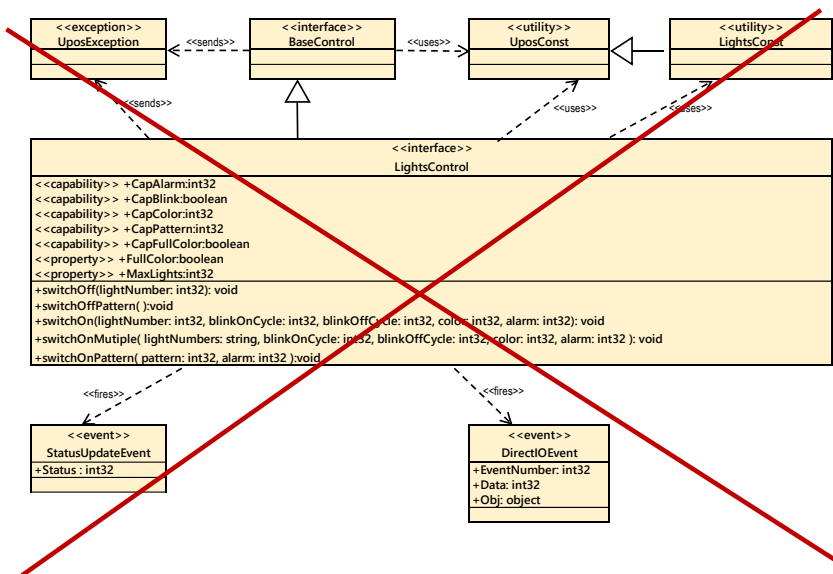 <<exception>>
UposException
<<sends>>
<<interface>>
BaseControl
<<uses>>
<<utility>>
UposConst
<<utility>>
LightsConst
<<sends>>
<<uses>>
<<uses>>
<<interface>>
LightsControl
<<capability>> +CapAlarm:int32
<<capability>> +CapBlink:boolean
<<capability>> +CapColor:int32
<<capability>> +CapPattern:int32
<<capability>> +CapFullColor:boolean
<<property>> +FullColor:boolean
<<property>> +MaxLights:int32
+switchOff(lightNumber: int32): void
+switchOffPattern( ):void
+switchOn(lightNumber: int32, blinkOnCycle: int32, blinkOffCycle: int32, color: int32, alarm: int32): void
+switchOnMutiple( lightNumbers: string, blinkOnCycle: int32, blinkOffCycle: int32, color: int32, alarm: int32 ): void
+switchOnPattern( pattern: int32, alarm: int32 ):void
<<fires>>
<<fires>>
<<event>>
StatusUpdateEvent
+Status : int32
<<event>>
DirectIOEvent
+EventNumber: int32
+Data: int32
+Obj: object